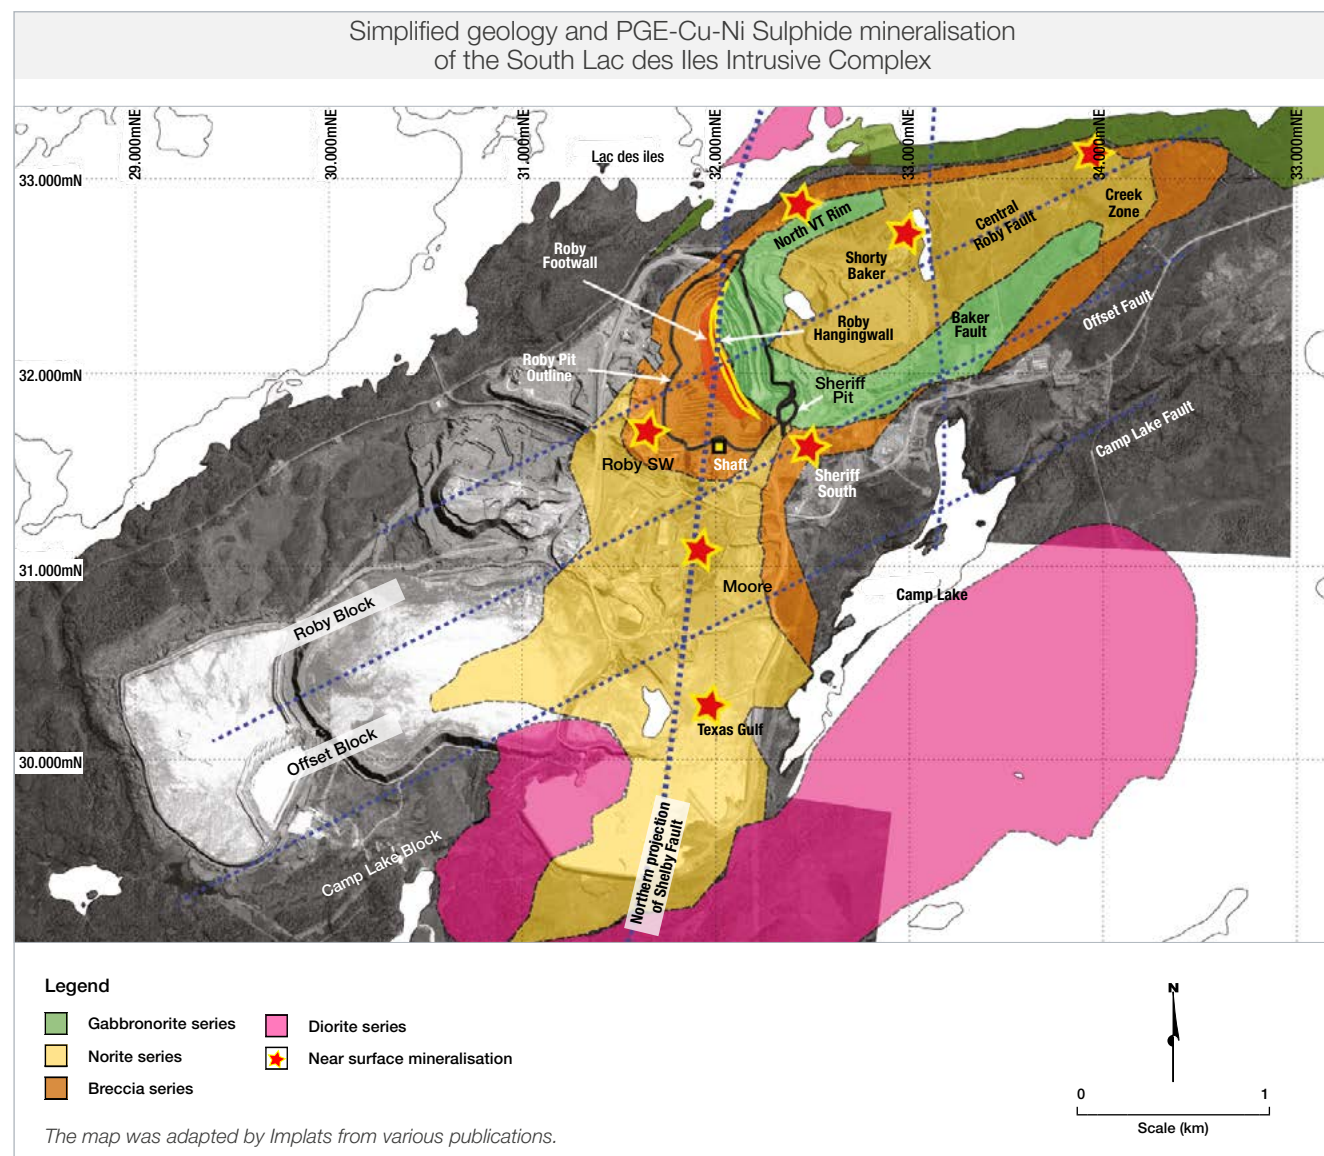 Simplified geology and PGE-Cu-Ni Sulphide mineralisation
of the South Lac des Iles Intrusive Complex
29.000mNE
30.000mNE
31.000mNE
32.000mNE
33.000mNE
34.000mNE
33.000mNE
33.000mN
32.000mN
31.000mN
30.000mN
Lac des iles
Roby
Footwall
North VT Rim
Shorty
Baker
Central
Roby Fault
Creek
Zone
Roby
Hangingwall
Baker
Fault
Offset Fault
Roby Pit
Outline
Sheriff
Pit
Camp Lake Fault
Roby SW
Shaft
Sheriff
South
Moore
Camp Lake
Roby Block
Texas Gulf
Offset Block
Camp Lake Block
Northern projection
of Shelby Fault
Legend
Gabbronorite series
Norite series
Breccia series
Diorite series
Near surface mineralisation
N
0 1
Scale (km)
The map was adapted by Implats from various publications.